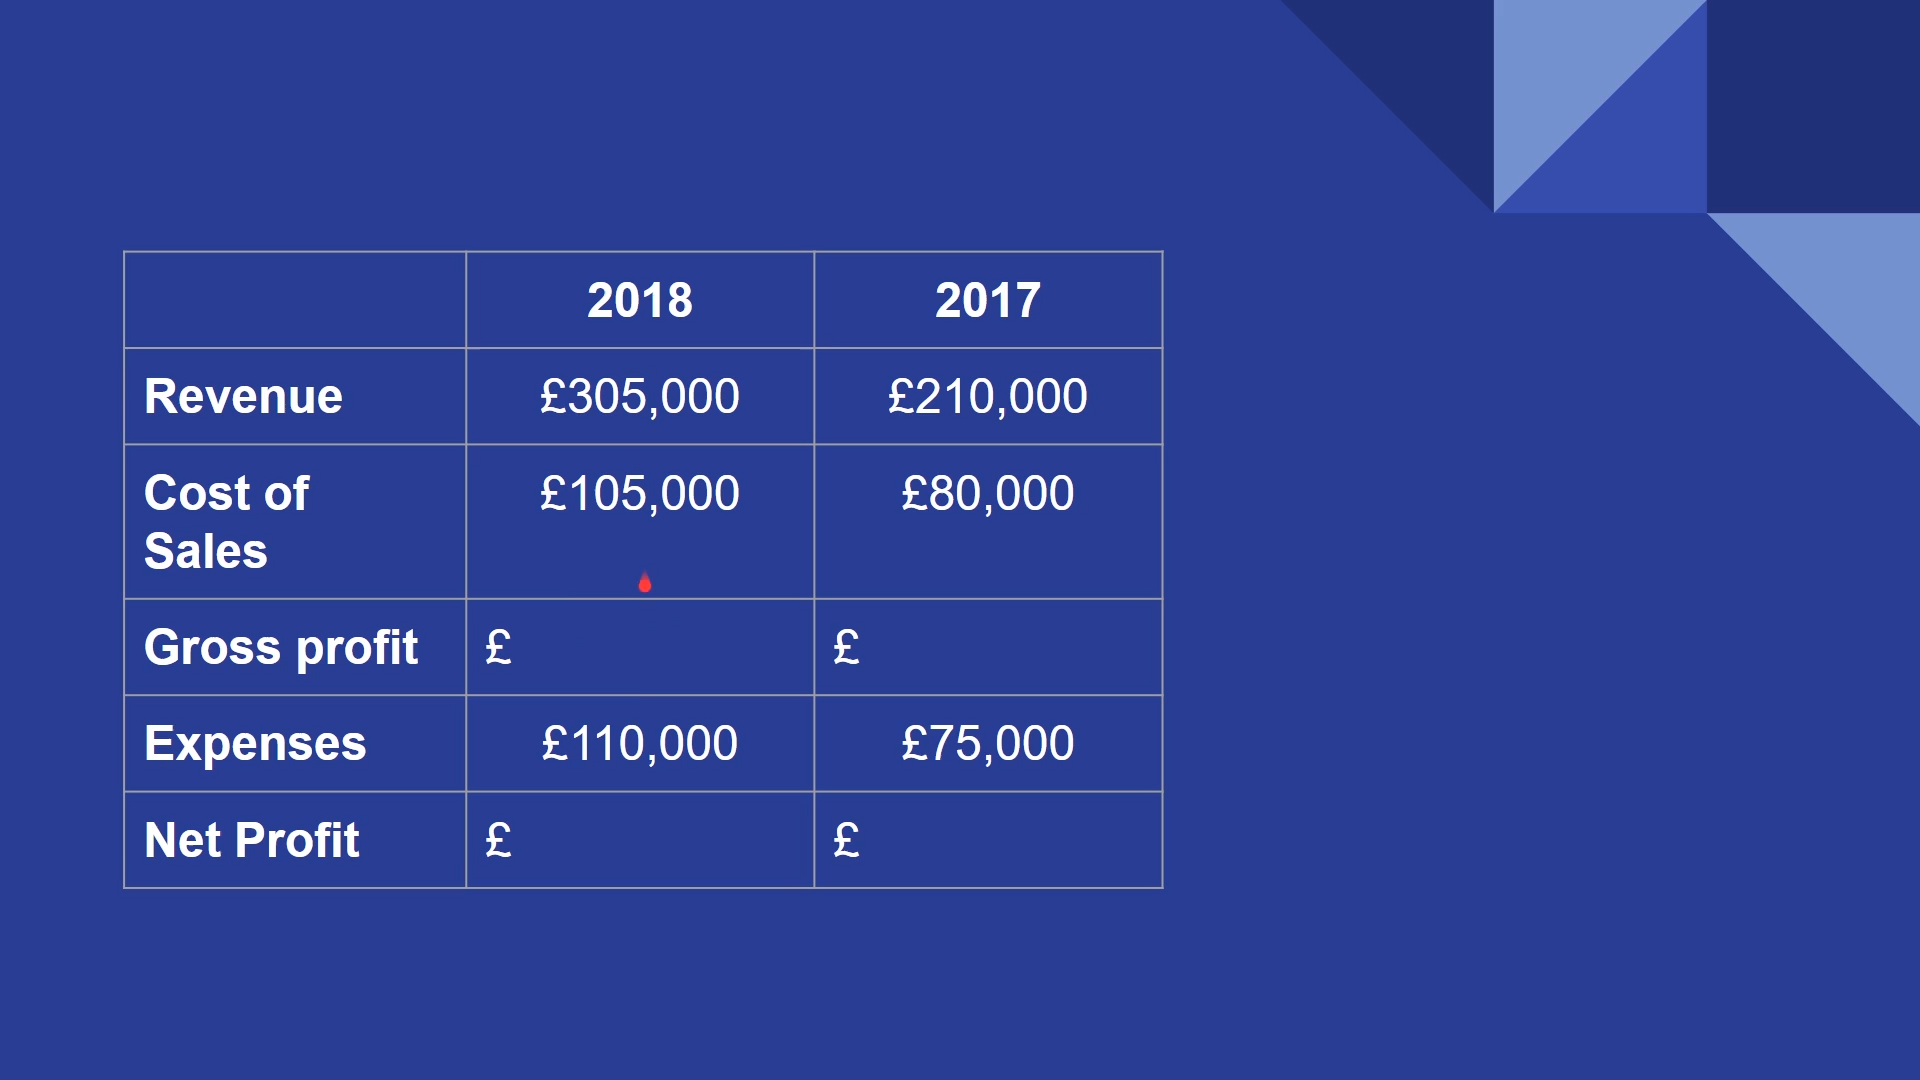 2018 2017
Revenue £305,000 £210,000
Cost of £105,000 £80,000
Sales
Gross profit £ £
Expenses £110,000 £75,000
Net Profit £ £